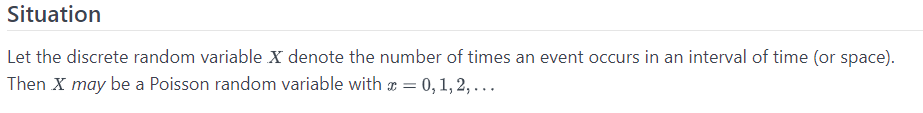 Situation
Let the discrete random variable X denote the number of times an event occurs in an interval of time (or space).
Then X may be a Poisson random variable with x = 0, 1, 2, . . .